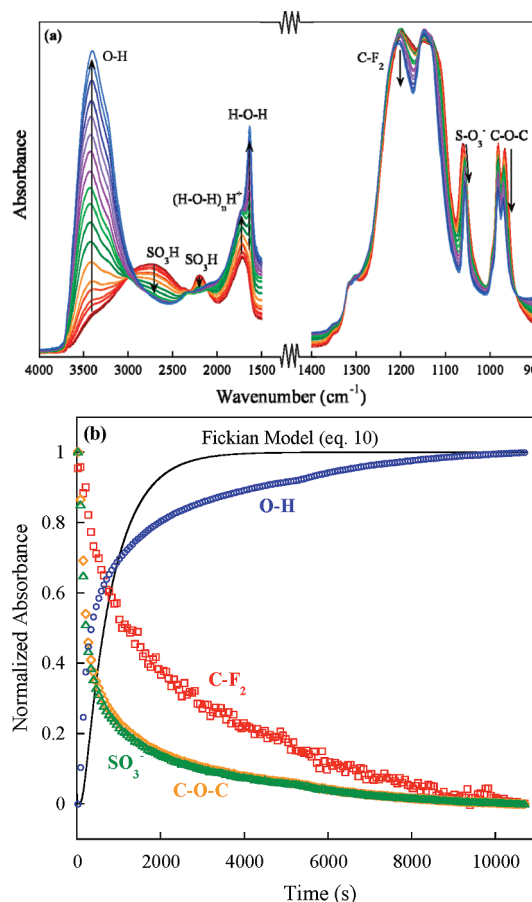 (a)
O-H
C-F₂
H-O-H
S-O₃⁻ C-O-C
(H-O-H)ₙH⁺
SO₃H SO₃H
Absorbance
4000 3500 3000 2500 2000 1500 1400 1200 1000 900
Wavenumber (cm⁻¹)
(b)
Fickian Model (eq. 10)
O-H
C-F₂
SO₃⁻
C-O-C
Normalized Absorbance
1
0.8
0.6
0.4
0.2
0
0 2000 4000 6000 8000 10000
Time (s)